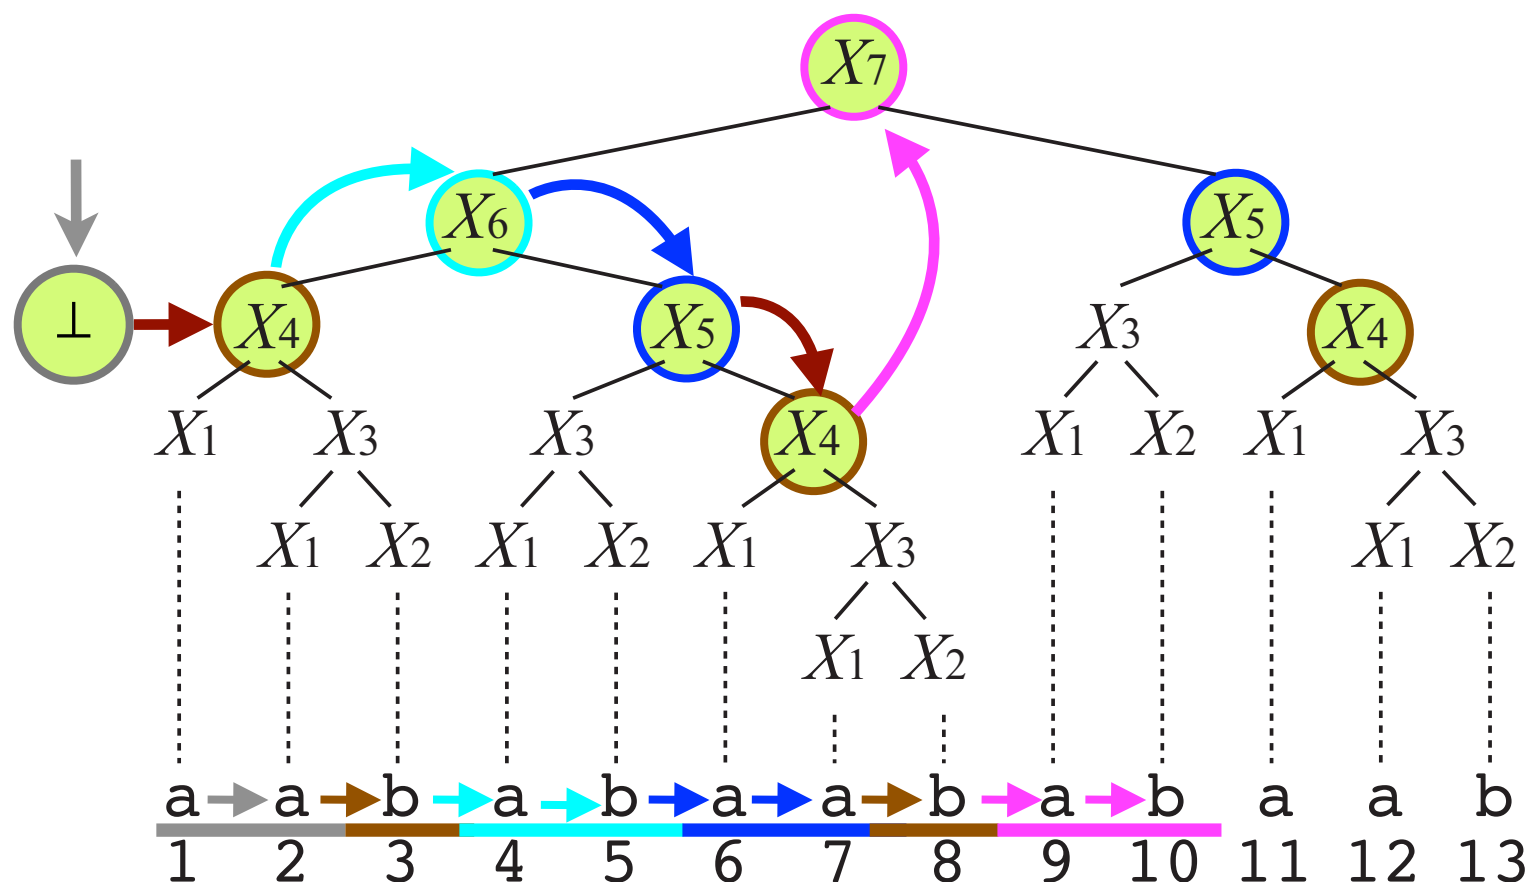 X7
X6 X5
⊥ X4 X5 X3 X4
X1 X3 X3 X4 X1 X2 X1 X3
X1 X2 X1 X2 X1 X3 X1 X2
X1 X2
a a b a b a a b a b a a b
1 2 3 4 5 6 7 8 9 10 11 12 13